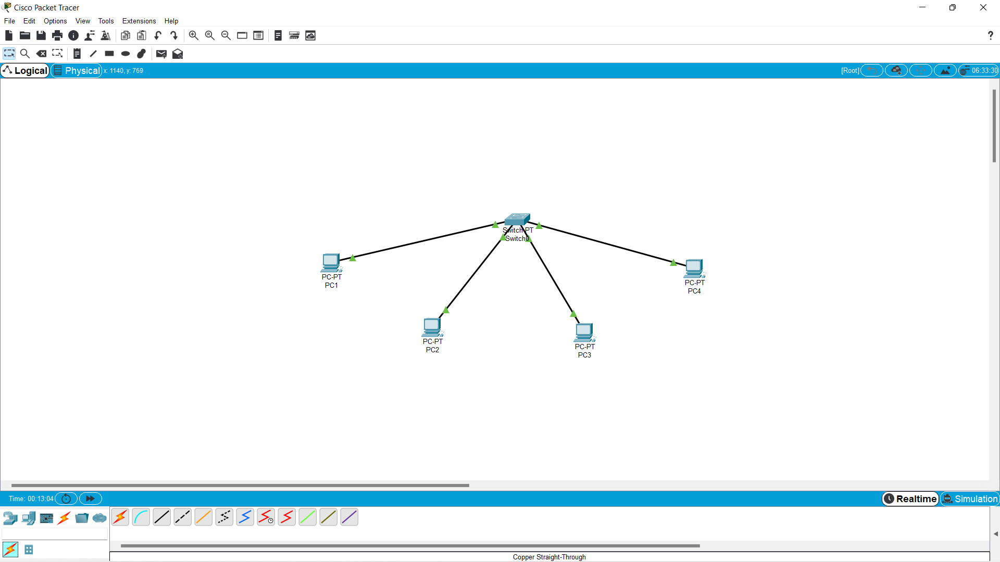 Cisco Packet Tracer
File Edit Options View Tools Extensions Help
?
Logical Physical x: 1140, y: 769 [Root] 06:33:30
Switch-PT
Switch0
PC-PT
PC1
PC-PT
PC4
PC-PT
PC2
PC-PT
PC3
Time: 00:13:04 Realtime Simulation
Copper Straight-Through